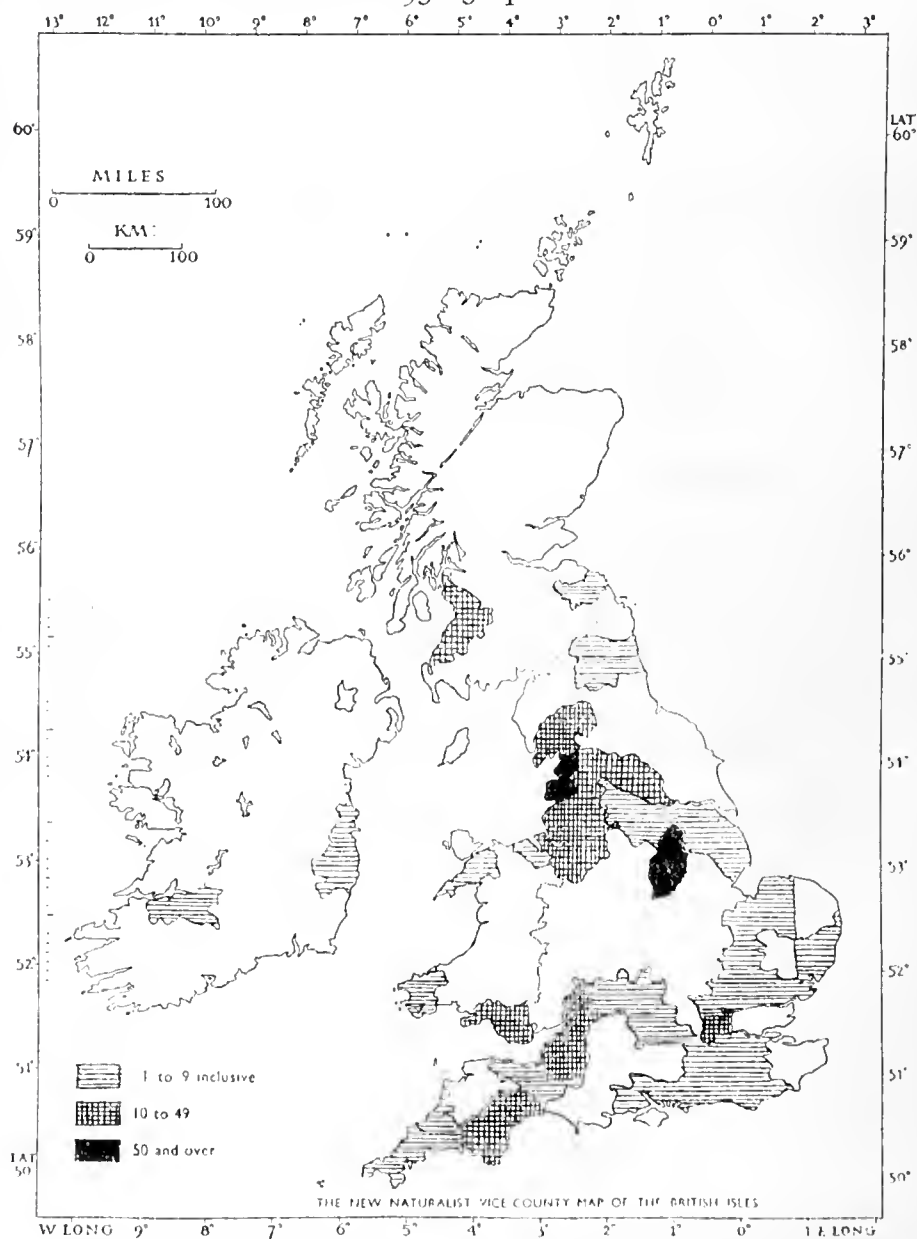 13° 12° 11° 10° 9° 8° 7° 6° 5° 4° 3° 2° 1° 0° 1° 2° 3°
LAT
60° 60°
MILES
0 100
KM:
0 100
59° 59°
58° 58°
57° 57°
56° 56°
55° 55°
54° 54°
53° 53°
52° 52°
51° 51°
1 to 9 inclusive
10 to 49
50 and over
LAT
50 50°
THE NEW NATURALIST VICE-COUNTY MAP OF THE BRITISH ISLES
W LONG 9° 8° 7° 6° 5° 4° 3° 2° 1° 0° 1 E LONG